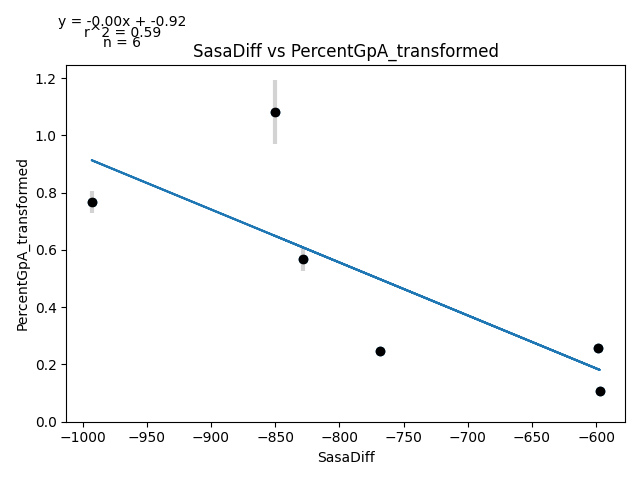 y = -0.00x + -0.92
r^2 = 0.59
n = 6
SasaDiff vs PercentGpA_transformed
1.2
1.0
0.8
0.6
0.4
0.2
0.0
PercentGpA_transformed
−1000 −950 −900 −850 −800 −750 −700 −650 −600
SasaDiff